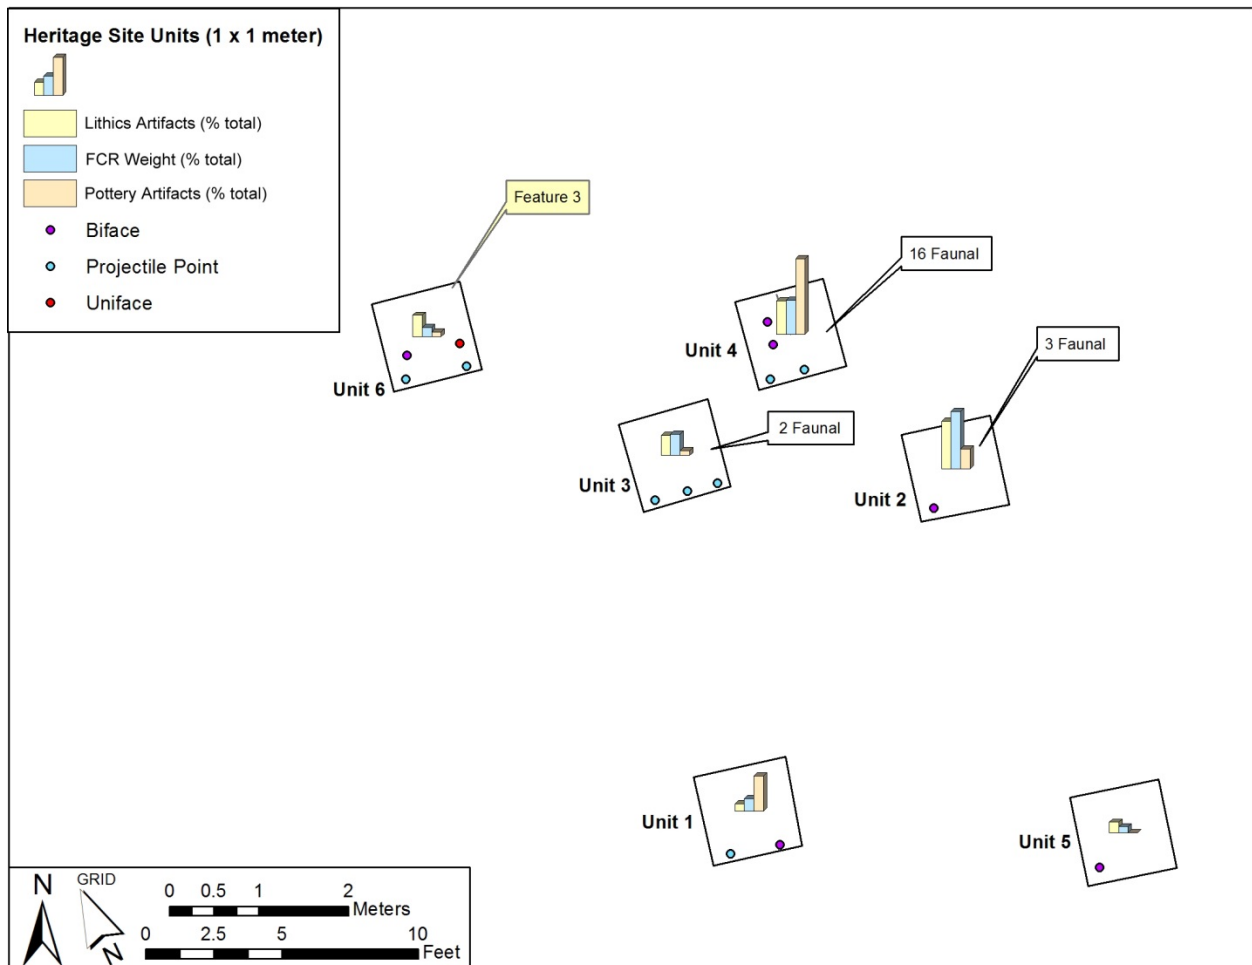 Heritage Site Units (1 x 1 meter)
Lithics Artifacts (% total)
FCR Weight (% total)
Pottery Artifacts (% total)
Biface
Projectile Point
Uniface
Feature 3
16 Faunal
3 Faunal
2 Faunal
Unit 6
Unit 4
Unit 3
Unit 2
Unit 1
Unit 5
N
GRID
N
0 0.5 1 2
Meters
0 2.5 5 10
Feet